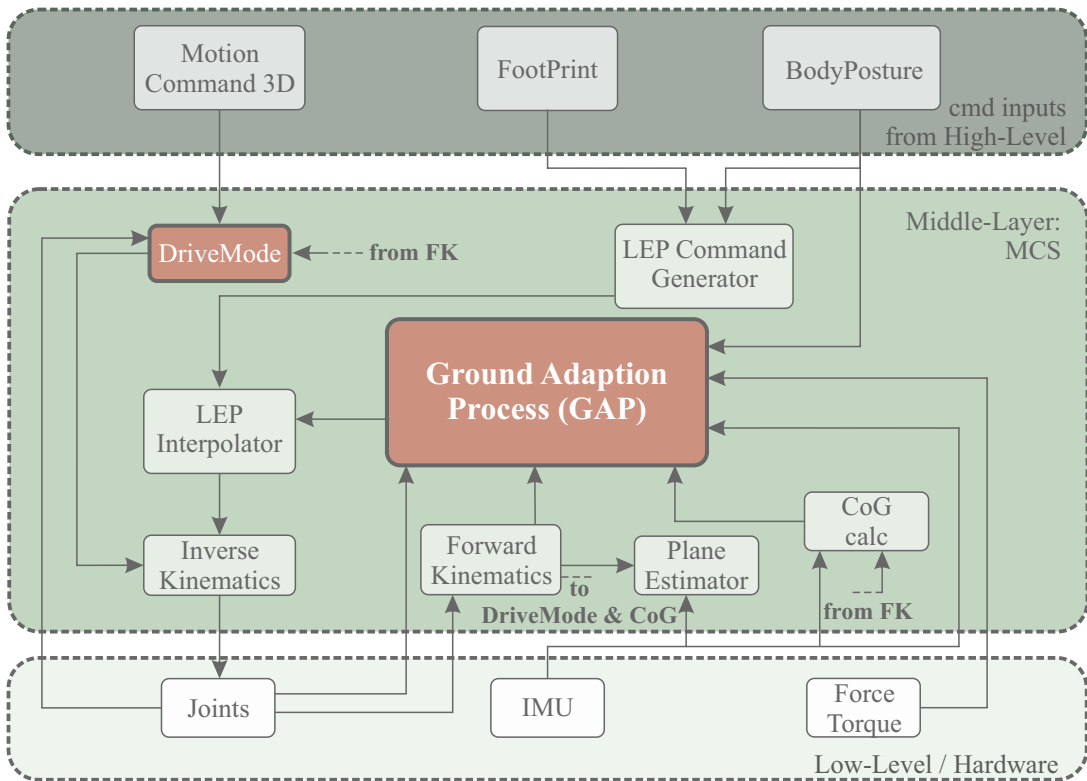 Motion
Command 3D
FootPrint
BodyPosture
cmd inputs
from High-Level
Middle-Layer:
MCS
DriveMode
from FK
LEP Command
Generator
Ground Adaption
Process (GAP)
LEP
Interpolator
CoG
calc
Inverse
Kinematics
Forward
Kinematics
Plane
Estimator
to
DriveMode & CoG
from FK
Joints
IMU
Force
Torque
Low-Level / Hardware